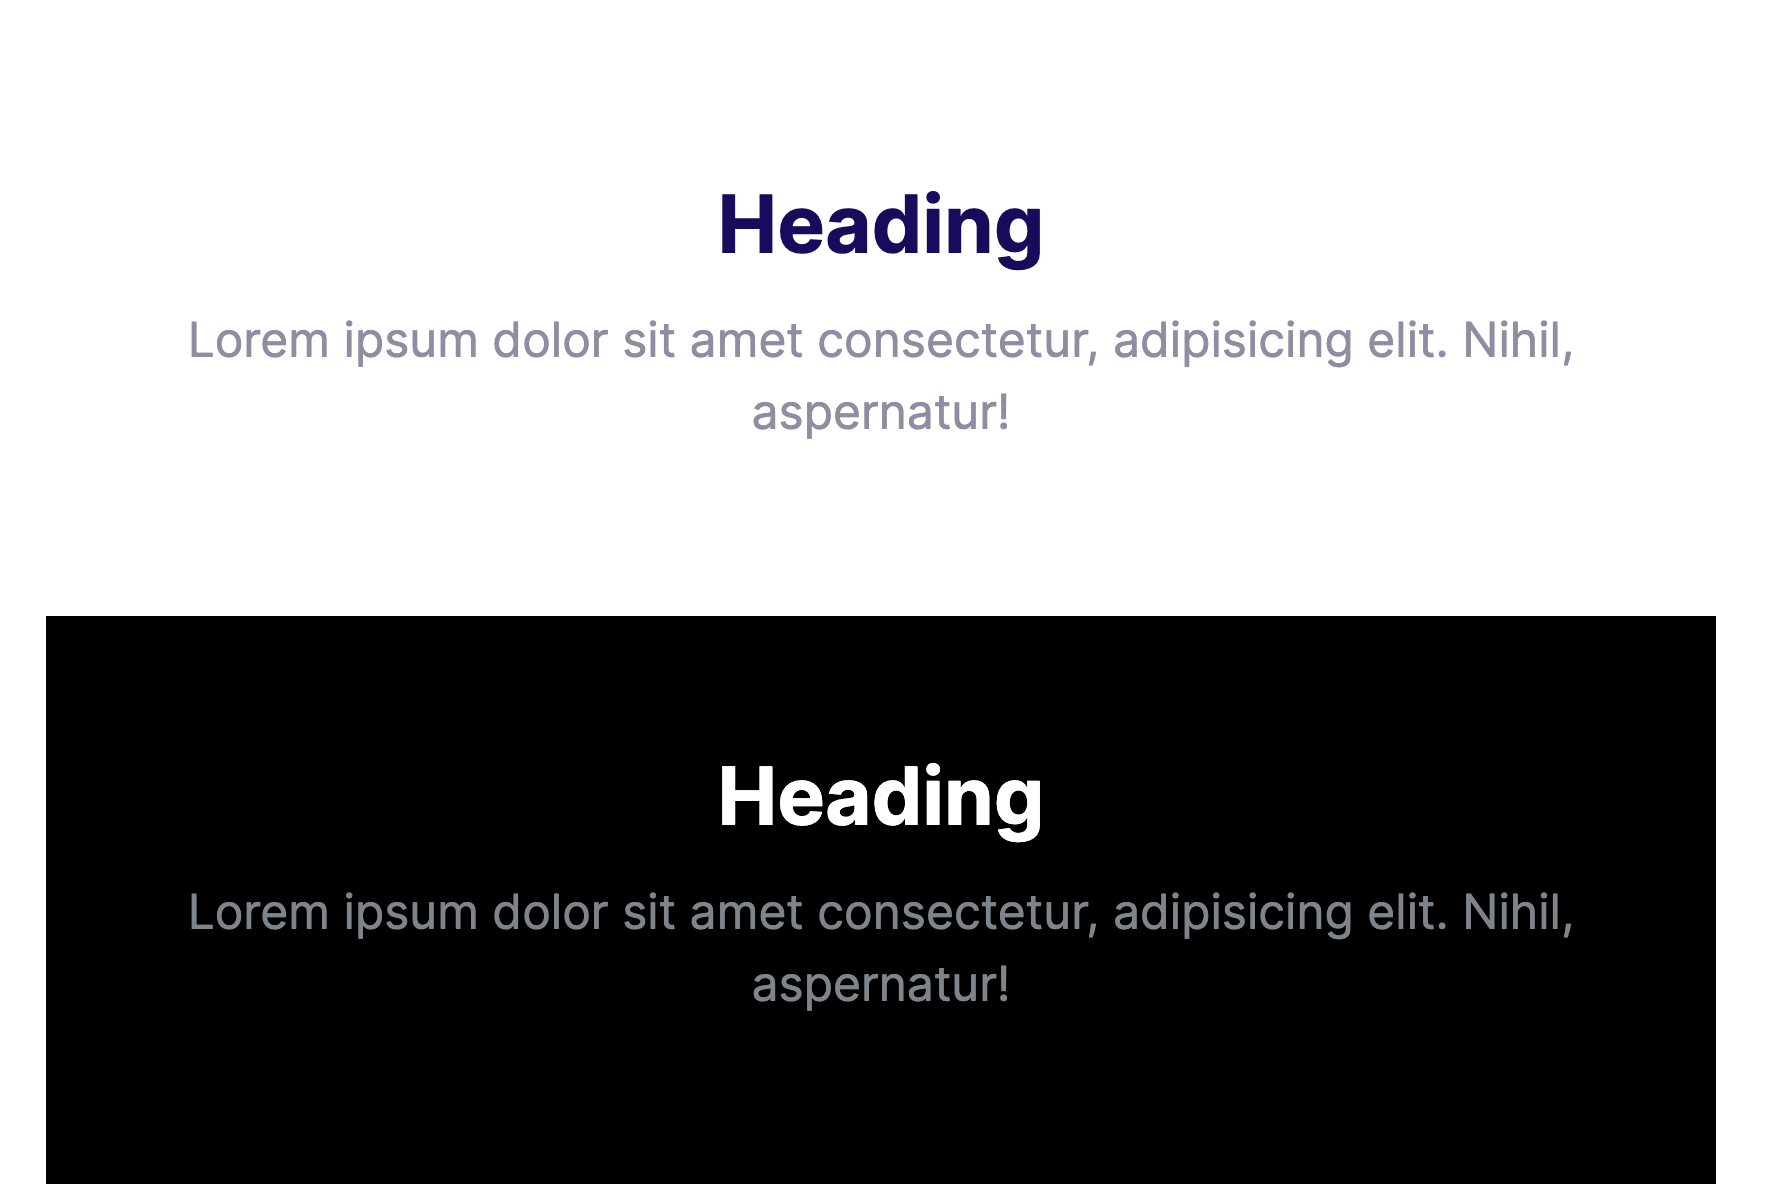 Heading
Lorem ipsum dolor sit amet consectetur, adipisicing elit. Nihil,
aspernatur!
Heading
Lorem ipsum dolor sit amet consectetur, adipisicing elit. Nihil,
aspernatur!